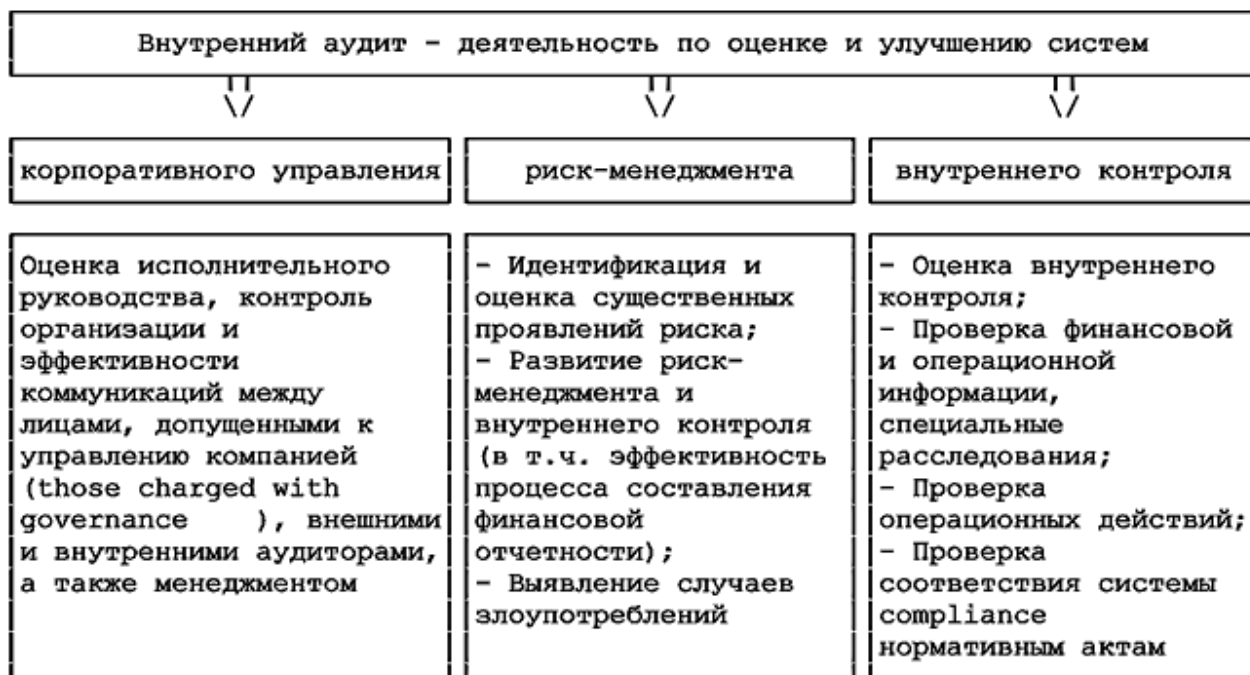 Внутренний аудит - деятельность по оценке и улучшению систем
корпоративного управления
риск-менеджмента
внутреннего контроля
Оценка исполнительного
руководства, контроль
организации и
эффективности
коммуникаций между
лицами, допущенными к
управлению компанией
(those charged with
governance    ), внешними
и внутренними аудиторами,
а также менеджментом
- Идентификация и
оценка существенных
проявлений риска;
- Развитие риск-
менеджмента и
внутреннего контроля
(в т.ч. эффективность
процесса составления
финансовой
отчетности);
- Выявление случаев
злоупотреблений
- Оценка внутреннего
контроля;
- Проверка финансовой
и операционной
информации,
специальные
расследования;
- Проверка
операционных действий;
- Проверка
соответствия системы
compliance
нормативным актам